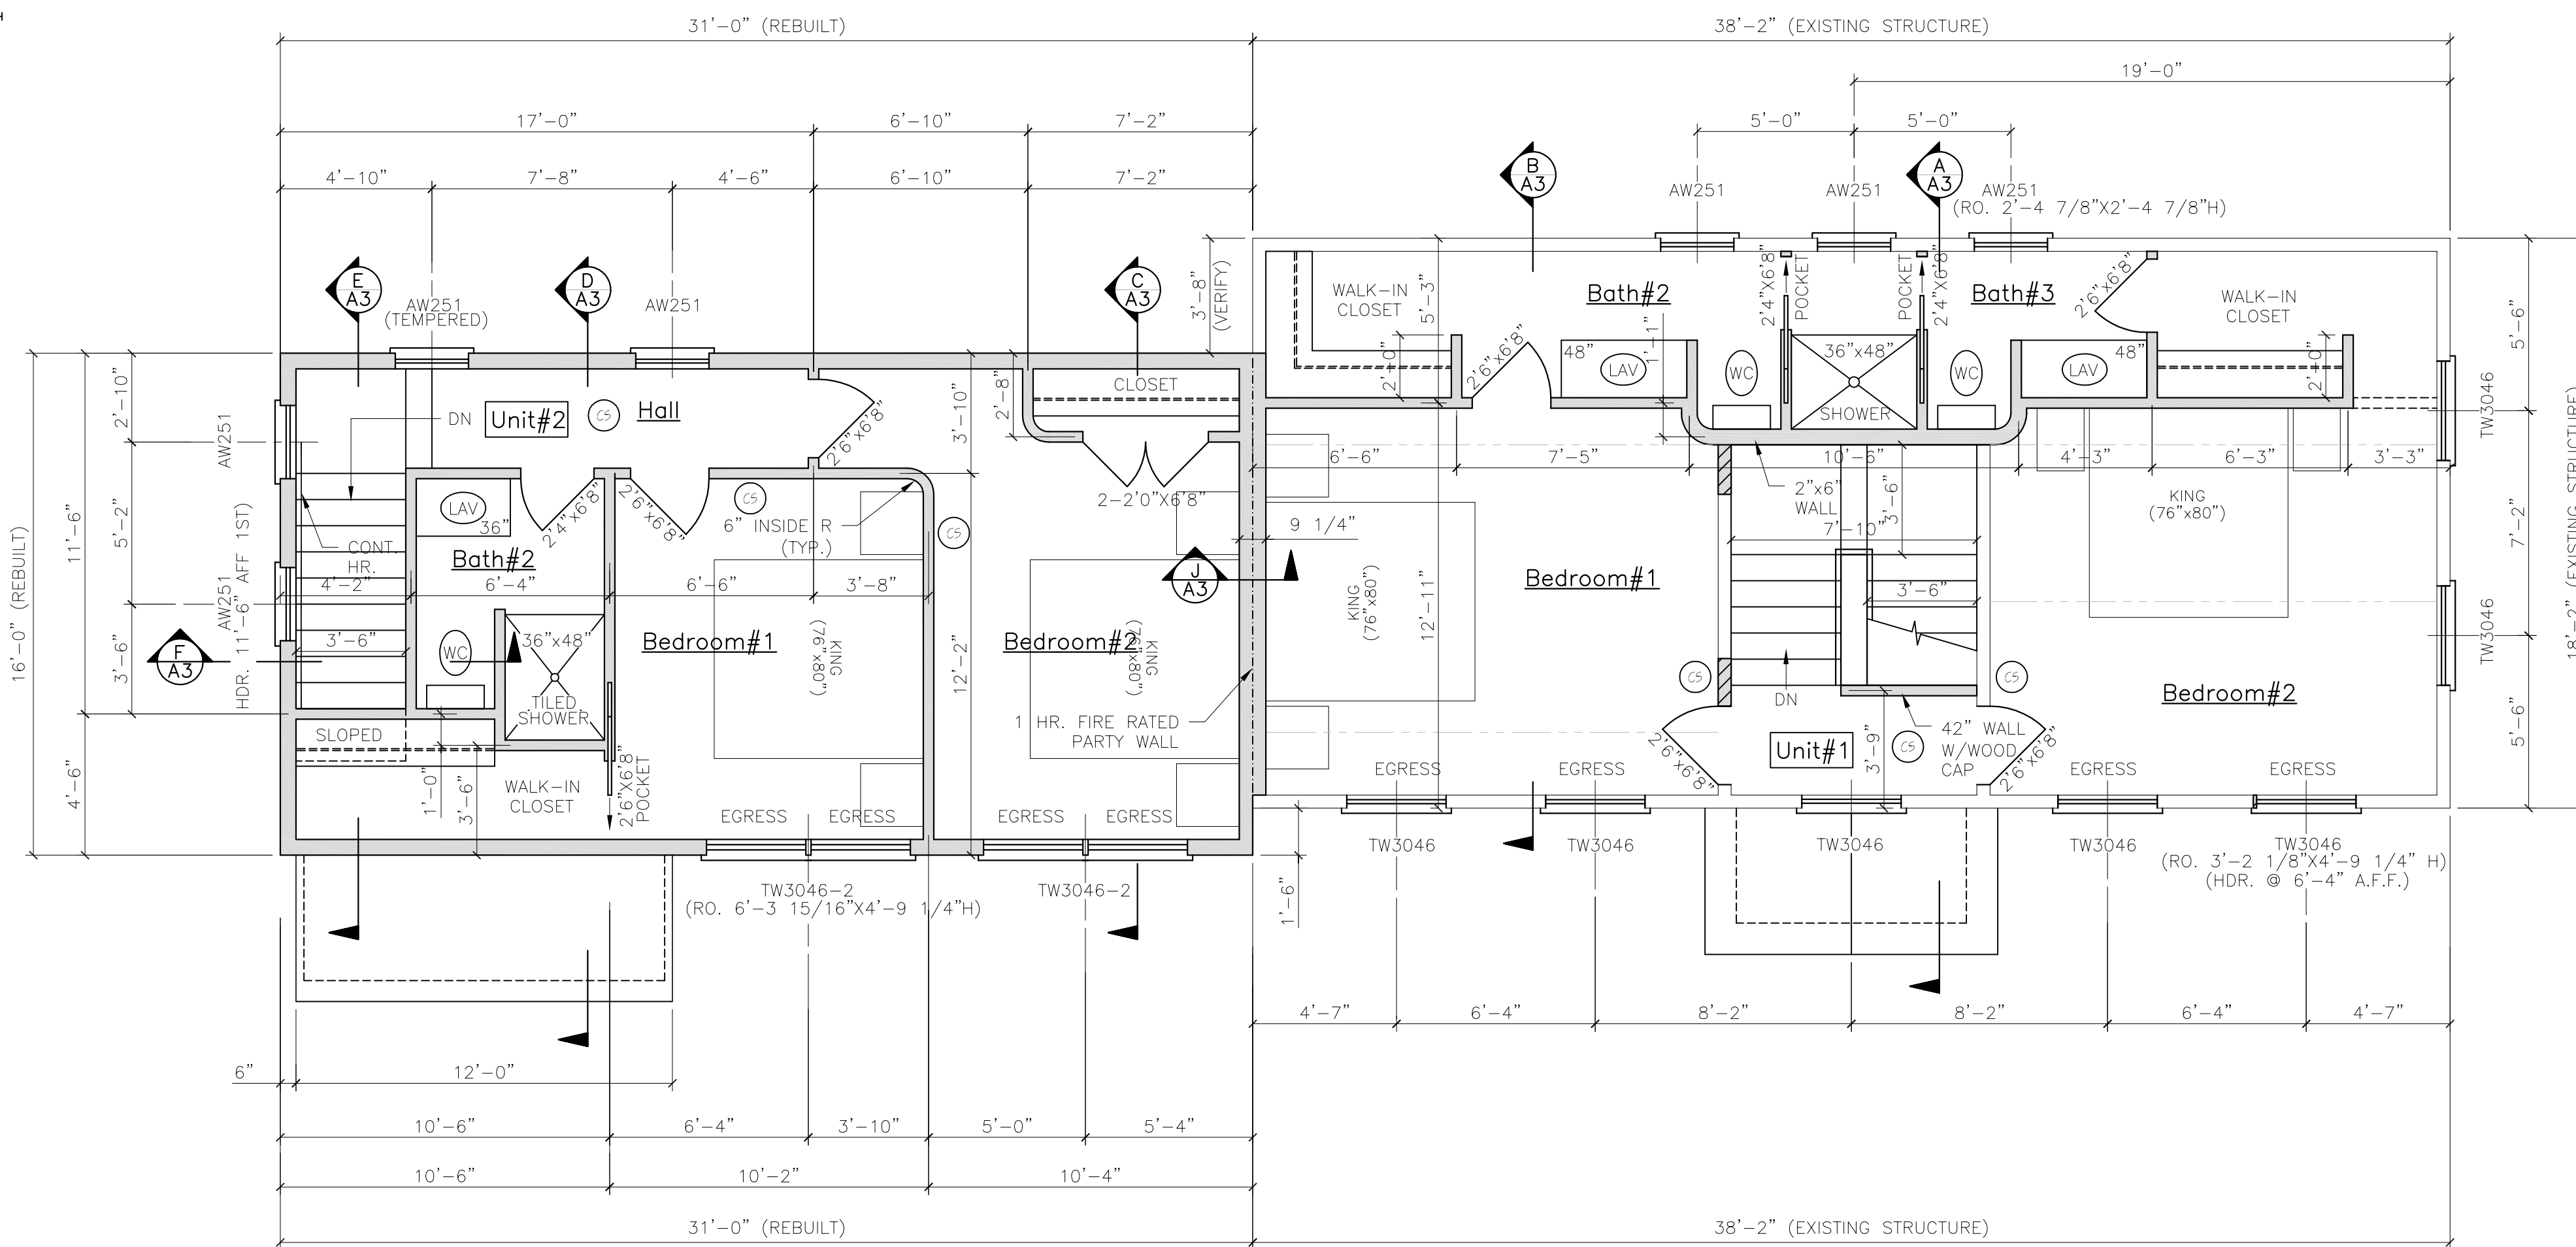 H
31'-0" (REBUILT)
38'-2" (EXISTING STRUCTURE)
19'-0"
17'-0"
6'-10"
7'-2"
5'-0"
5'-0"
4'-10"
7'-8"
4'-6"
6'-10"
7'-2"
B
A3
A
A3
AW251
AW251
AW251
(RO. 2'-4 7/8"X2'-4 7/8"H)
E
A3
D
A3
C
A3
AW251
(TEMPERED)
AW251
3'-8"
(VERIFY)
WALK-IN
CLOSET
5'-3"
Bath#2
2'4"X6'8"
POCKET
POCKET
2'4"X6'8"
Bath#3
2'6"x6'8"
WALK-IN
CLOSET
5'-6"
2'-0"
2'6"x6'8"
48"
LAV
1'-1"
WC
36"x48"
SHOWER
WC
LAV
48"
2'-0"
TW3046
2'-10"
AW251
DN
Unit#2
CS
Hall
2'6"x6'8"
3'-10"
2'-8"
CLOSET
2-2'0"X6'8"
6'-6"
7'-5"
10'-6"
4'-3"
6'-3"
3'-3"
2"x6"
WALL
3'-6"
7'-10"
KING
(76"x80")
LAV
36"
2'4"x6'8"
2'6"x6'8"
CS
6" INSIDE R
(TYP.)
CS
9 1/4"
11'-6"
5'-2"
16'-0" (REBUILT)
HDR. 11'-6" AFF 1ST)
AW251
CONT.
HR.
Bath#2
4'-2"
6'-4"
6'-6"
3'-8"
J
A3
KING
(76"x80")
12'-11"
Bedroom#1
3'-6"
7'-2"
18'-2" (EXISTING STRUCTURE)
3'-6"
F
A3
3'-6"
WC
36"x48"
TILED
SHOWER
Bedroom#1
KING
(76"x80")
12'-2"
Bedroom#2
KING
(76"x80")
CS
DN
CS
Bedroom#2
TW3046
1 HR. FIRE RATED
PARTY WALL
SLOPED
4'-6"
1'-0"
3'-6"
WALK-IN
CLOSET
2'6"X6'8"
POCKET
2'6"x6'8"
Unit#1
CS
3'-9"
42" WALL
W/WOOD
CAP
2'6"x6'8"
5'-6"
EGRESS
EGRESS
EGRESS
EGRESS
EGRESS
EGRESS
EGRESS
EGRESS
TW3046
TW3046
TW3046
TW3046
TW3046
(RO. 3'-2 1/8"X4'-9 1/4" H)
(HDR. @ 6'-4" A.F.F.)
TW3046-2
(RO. 6'-3 15/16"X4'-9 1/4"H)
TW3046-2
1'-6"
4'-7"
6'-4"
8'-2"
8'-2"
6'-4"
4'-7"
6"
12'-0"
10'-6"
6'-4"
3'-10"
5'-0"
5'-4"
10'-6"
10'-2"
10'-4"
31'-0" (REBUILT)
38'-2" (EXISTING STRUCTURE)